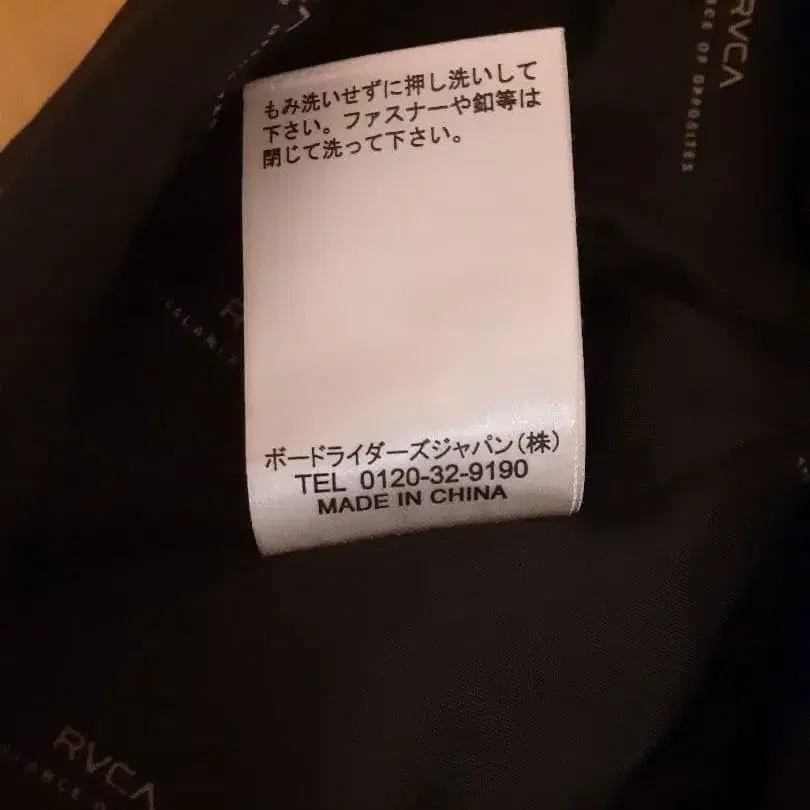 もみ洗いせずに押し洗いして
下さい。ファスナーや釦等は
閉じて洗って下さい。
ボードライダーズジャパン(株)
TEL 0120-32-9190
MADE IN CHINA
RVCA
OF OPPOSITES
RVCA